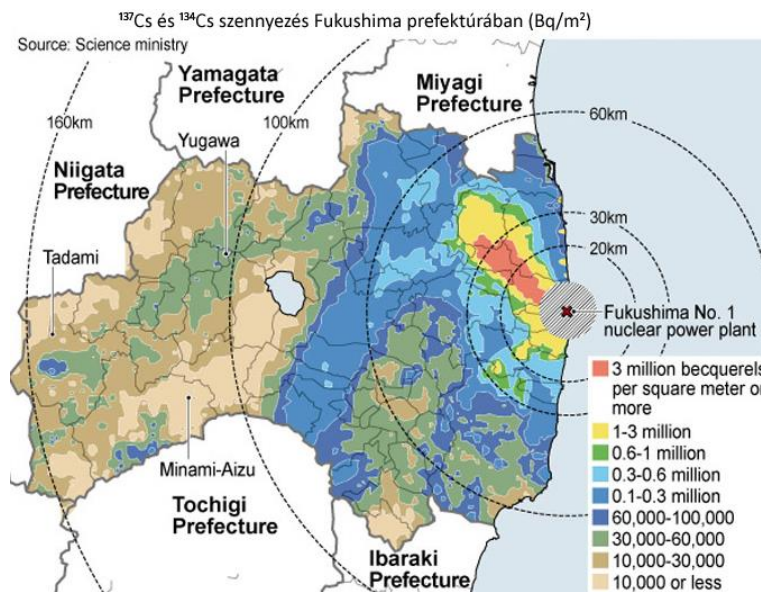 ¹³⁷Cs és ¹³⁴Cs szennyezés Fukushima prefektúrában (Bq/m²)
Source: Science ministry
Yamagata
Prefecture
Miyagi
Prefecture
160km
100km
60km
Yugawa
Niigata
Prefecture
30km
20km
Tadami
Fukushima No. 1
nuclear power plant
3 million becquerels
per square meter or
more
1-3 million
0.6-1 million
0.3-0.6 million
0.1-0.3 million
60,000-100,000
30,000-60,000
10,000-30,000
10,000 or less
Minami-Aizu
Tochigi
Prefecture
Ibaraki
Prefecture